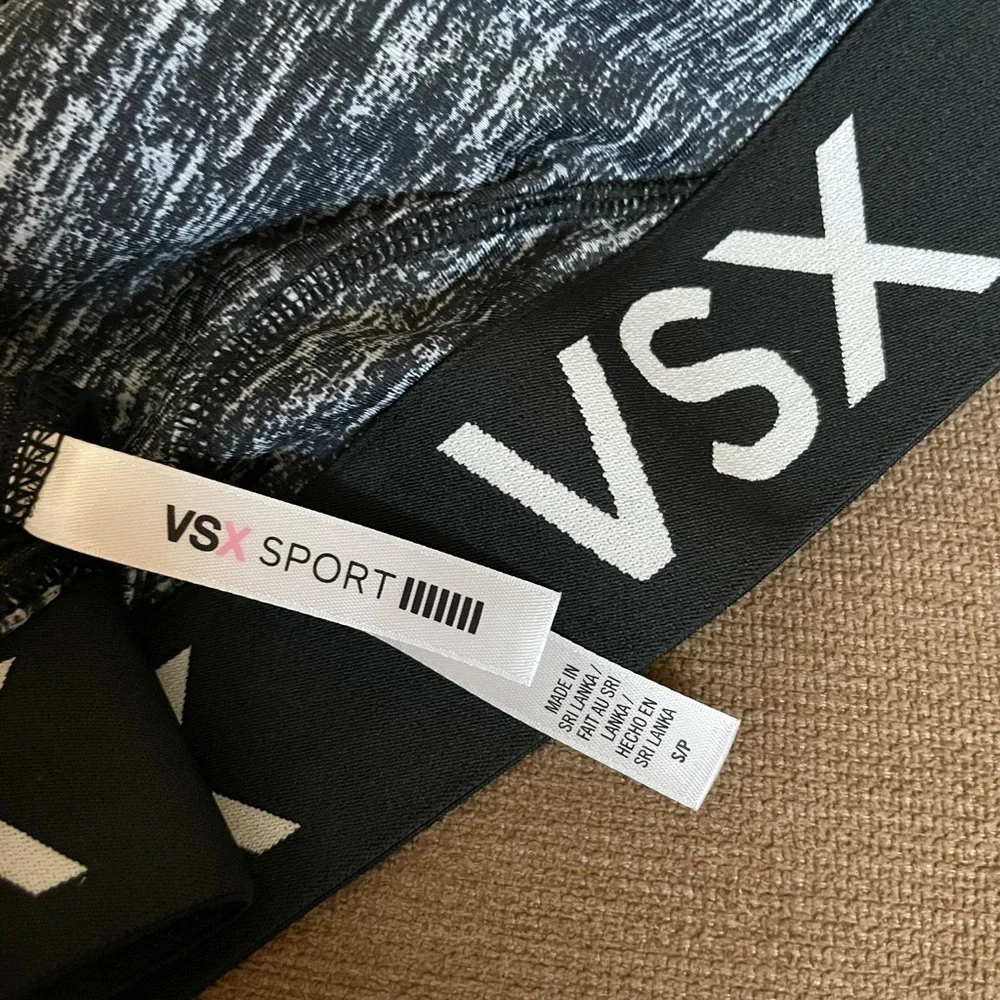 VSX
VSX SPORT
MADE IN
SRI LANKA /
FAIT AU SRI
LANKA /
HECHO EN
SRI LANKA
S/P